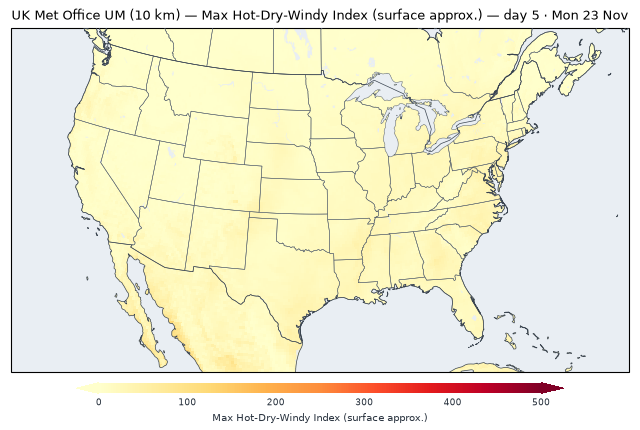 UK Met Office UM (10 km) — Max Hot-Dry-Windy Index (surface approx.) — day 5 · Mon 23 Nov
0 100 200 300 400 500
Max Hot-Dry-Windy Index (surface approx.)